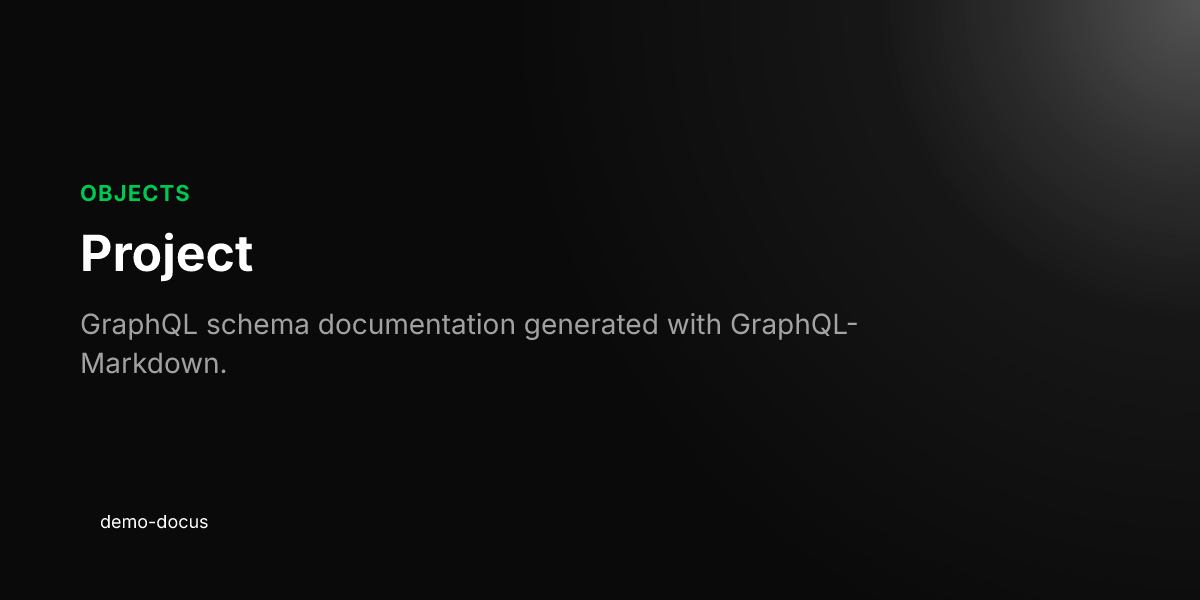 OBJECTS
Project
GraphQL schema documentation generated with GraphQL-
Markdown.
demo-docus